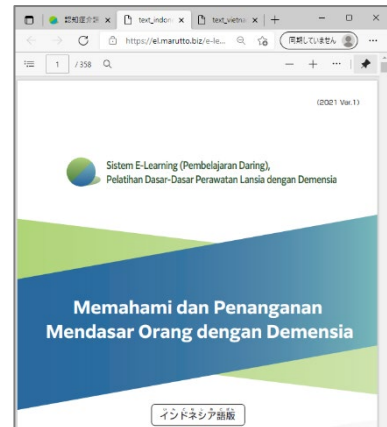 認知症介護
text_indon
text_vietna
https://el.marutto.biz/e-le...
同期していません
1 / 358
(2021 Ver.1)
Sistem E-Learning (Pembelajaran Daring),
Pelatihan Dasar-Dasar Perawatan Lansia dengan Demensia
Memahami dan Penanganan
Mendasar Orang dengan Demensia
インドネシア語版